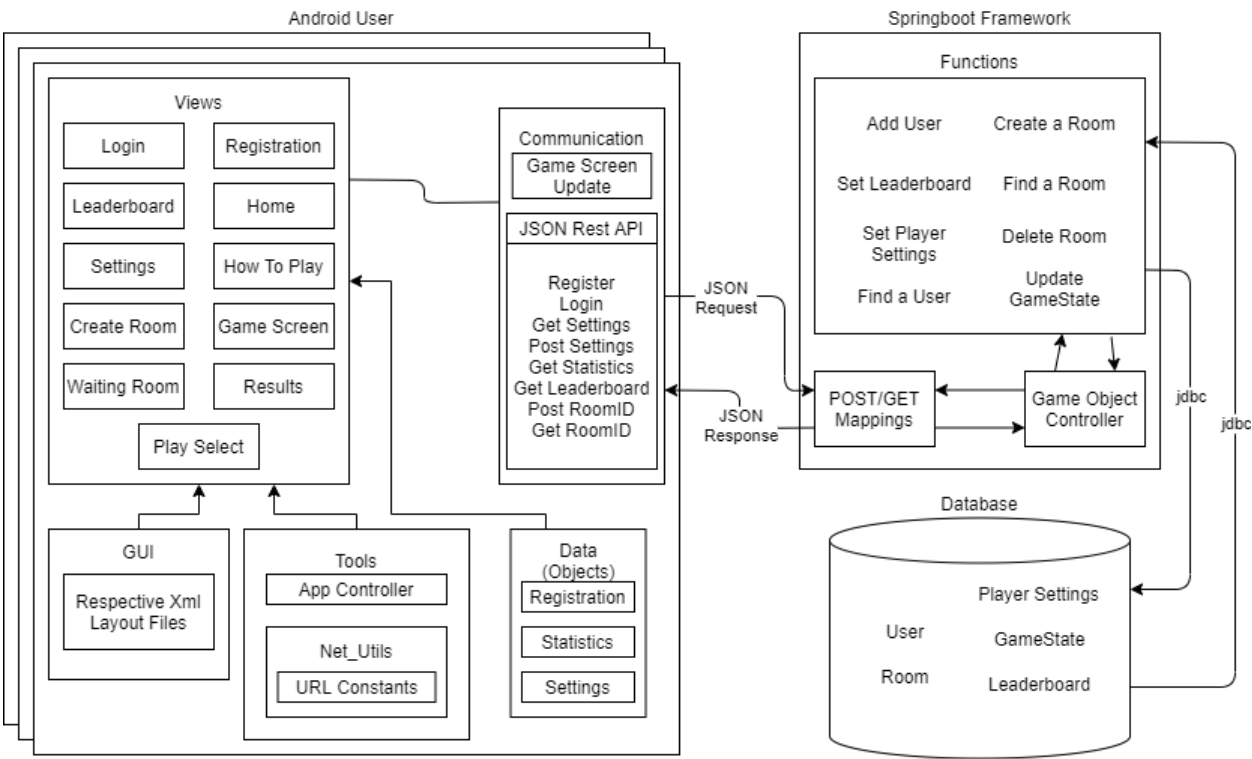 Android User
Views
Login
Registration
Leaderboard
Home
Settings
How To Play
Create Room
Game Screen
Waiting Room
Results
Play Select
Communication
Game Screen
Update
JSON Rest API
Register
Login
Get Settings
Post Settings
Get Statistics
Get Leaderboard
Post RoomID
Get RoomID
GUI
Respective Xml
Layout Files
Tools
App Controller
Net_Utils
URL Constants
Data
(Objects)
Registration
Statistics
Settings
JSON
Request
JSON
Response
Springboot Framework
Functions
Add User
Create a Room
Set Leaderboard
Find a Room
Set Player
Settings
Delete Room
Find a User
Update
GameState
POST/GET
Mappings
Game Object
Controller
jdbc
jdbc
Database
Player Settings
User
GameState
Room
Leaderboard